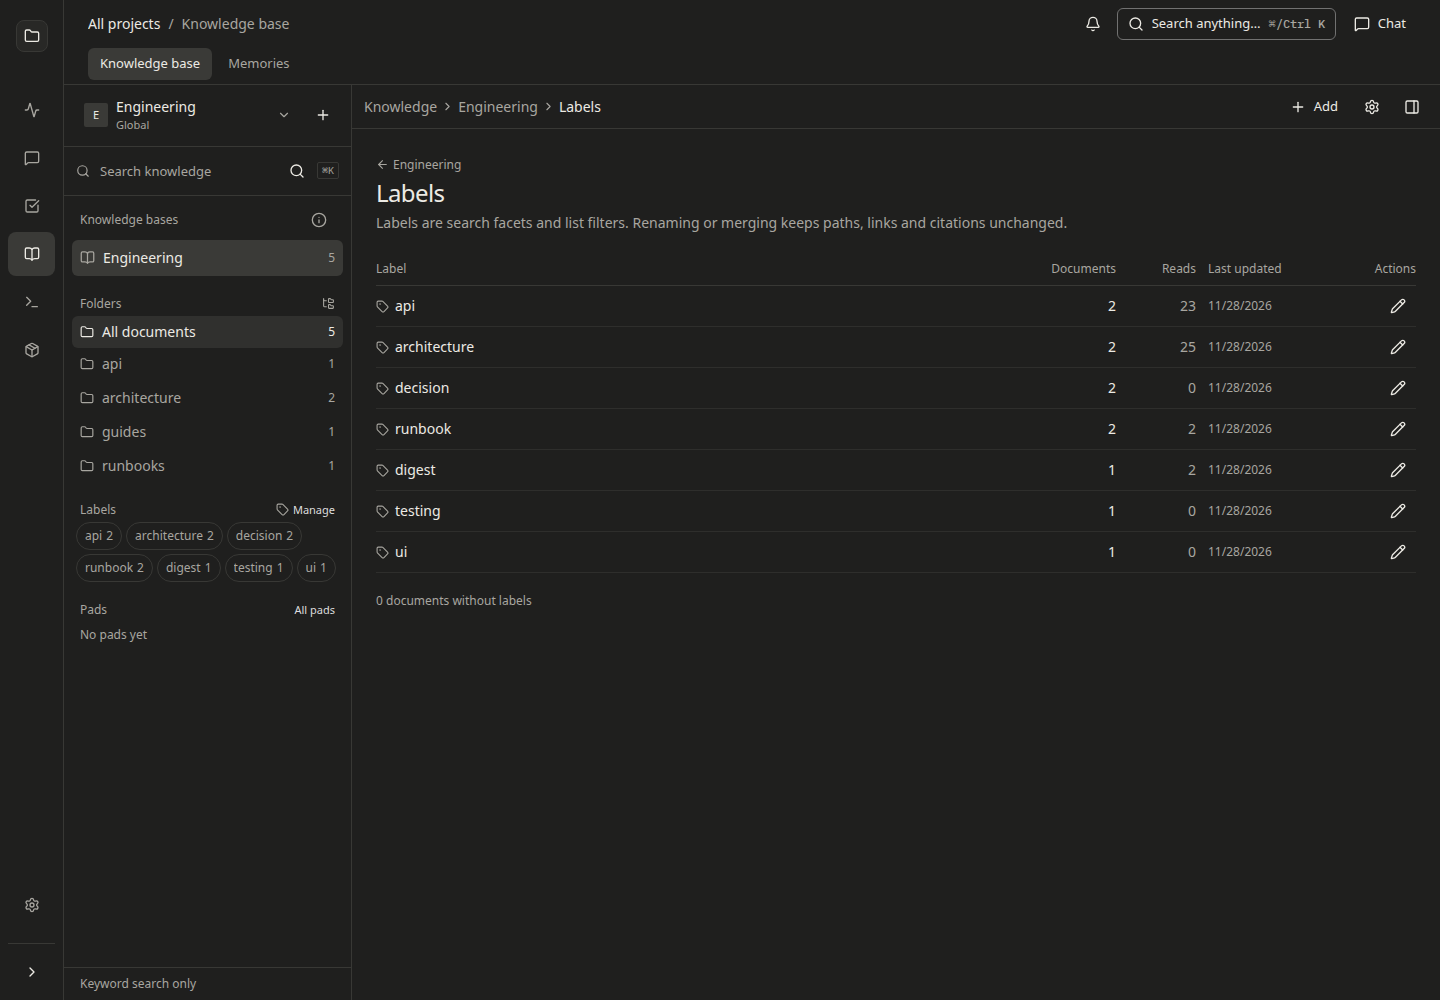 All projects / Knowledge base
Search anything... ⌘/Ctrl K
Chat
Knowledge base
Memories
E
Engineering
Global
Search knowledge
⌘K
Knowledge bases
Engineering 5
Folders
All documents 5
api 1
architecture 2
guides 1
runbooks 1
Labels
Manage
api 2
architecture 2
decision 2
runbook 2
digest 1
testing 1
ui 1
Pads
All pads
No pads yet
Keyword search only
Knowledge > Engineering > Labels
Add
← Engineering
Labels
Labels are search facets and list filters. Renaming or merging keeps paths, links and citations unchanged.
Label Documents Reads Last updated Actions
api 2 23 11/28/2026
architecture 2 25 11/28/2026
decision 2 0 11/28/2026
runbook 2 2 11/28/2026
digest 1 2 11/28/2026
testing 1 0 11/28/2026
ui 1 0 11/28/2026
0 documents without labels